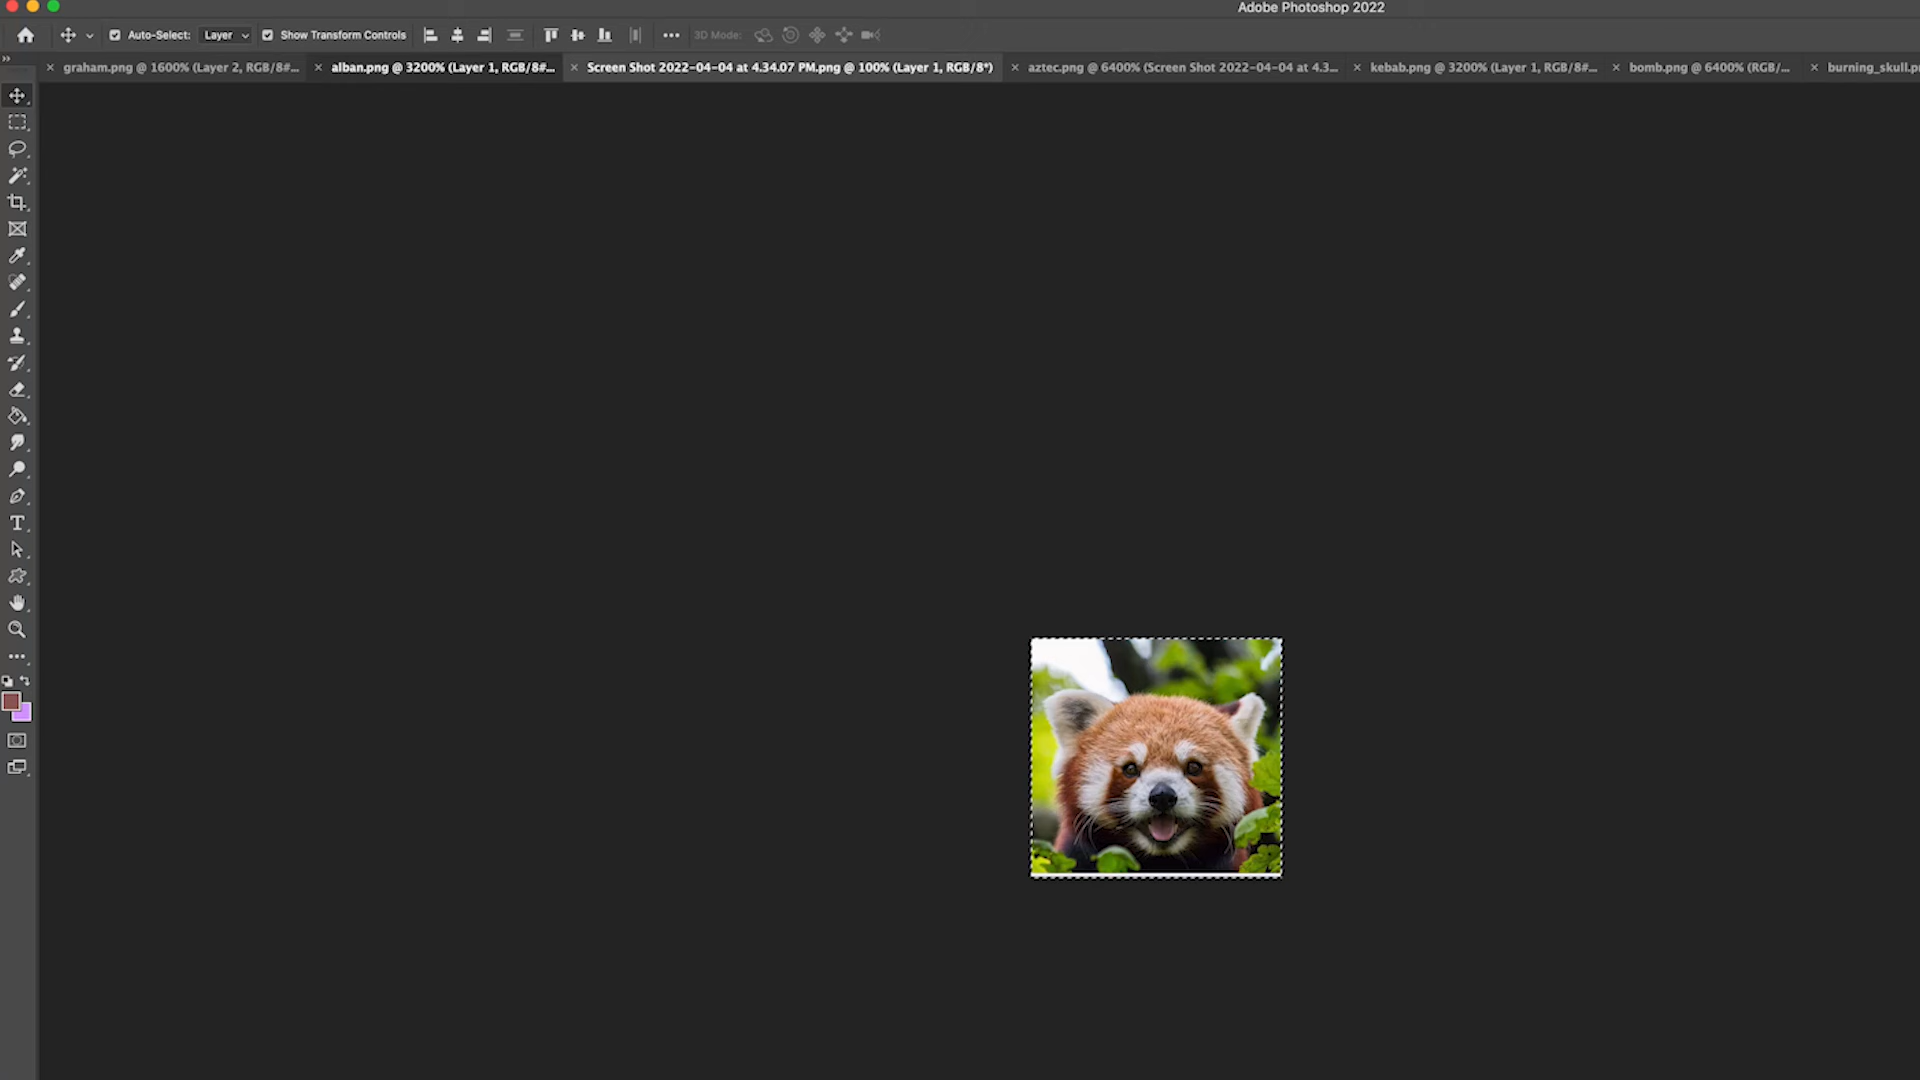 Adobe Photoshop 2022
Auto-Select: Layer Show Transform Controls 3D Mode:
graham.png @ 1600% (Layer 2, RGB/8#... alban.png @ 3200% (Layer 1, RGB/8#... Screen Shot 2022-04-04 at 4.34.07 PM.png @ 100% (Layer 1, RGB/8*) aztec.png @ 6400% (Screen Shot 2022-04-04 at 4.3... kebab.png @ 3200% (Layer 1, RGB/8#... bomb.png @ 6400% (RGB/... burning_skull.p